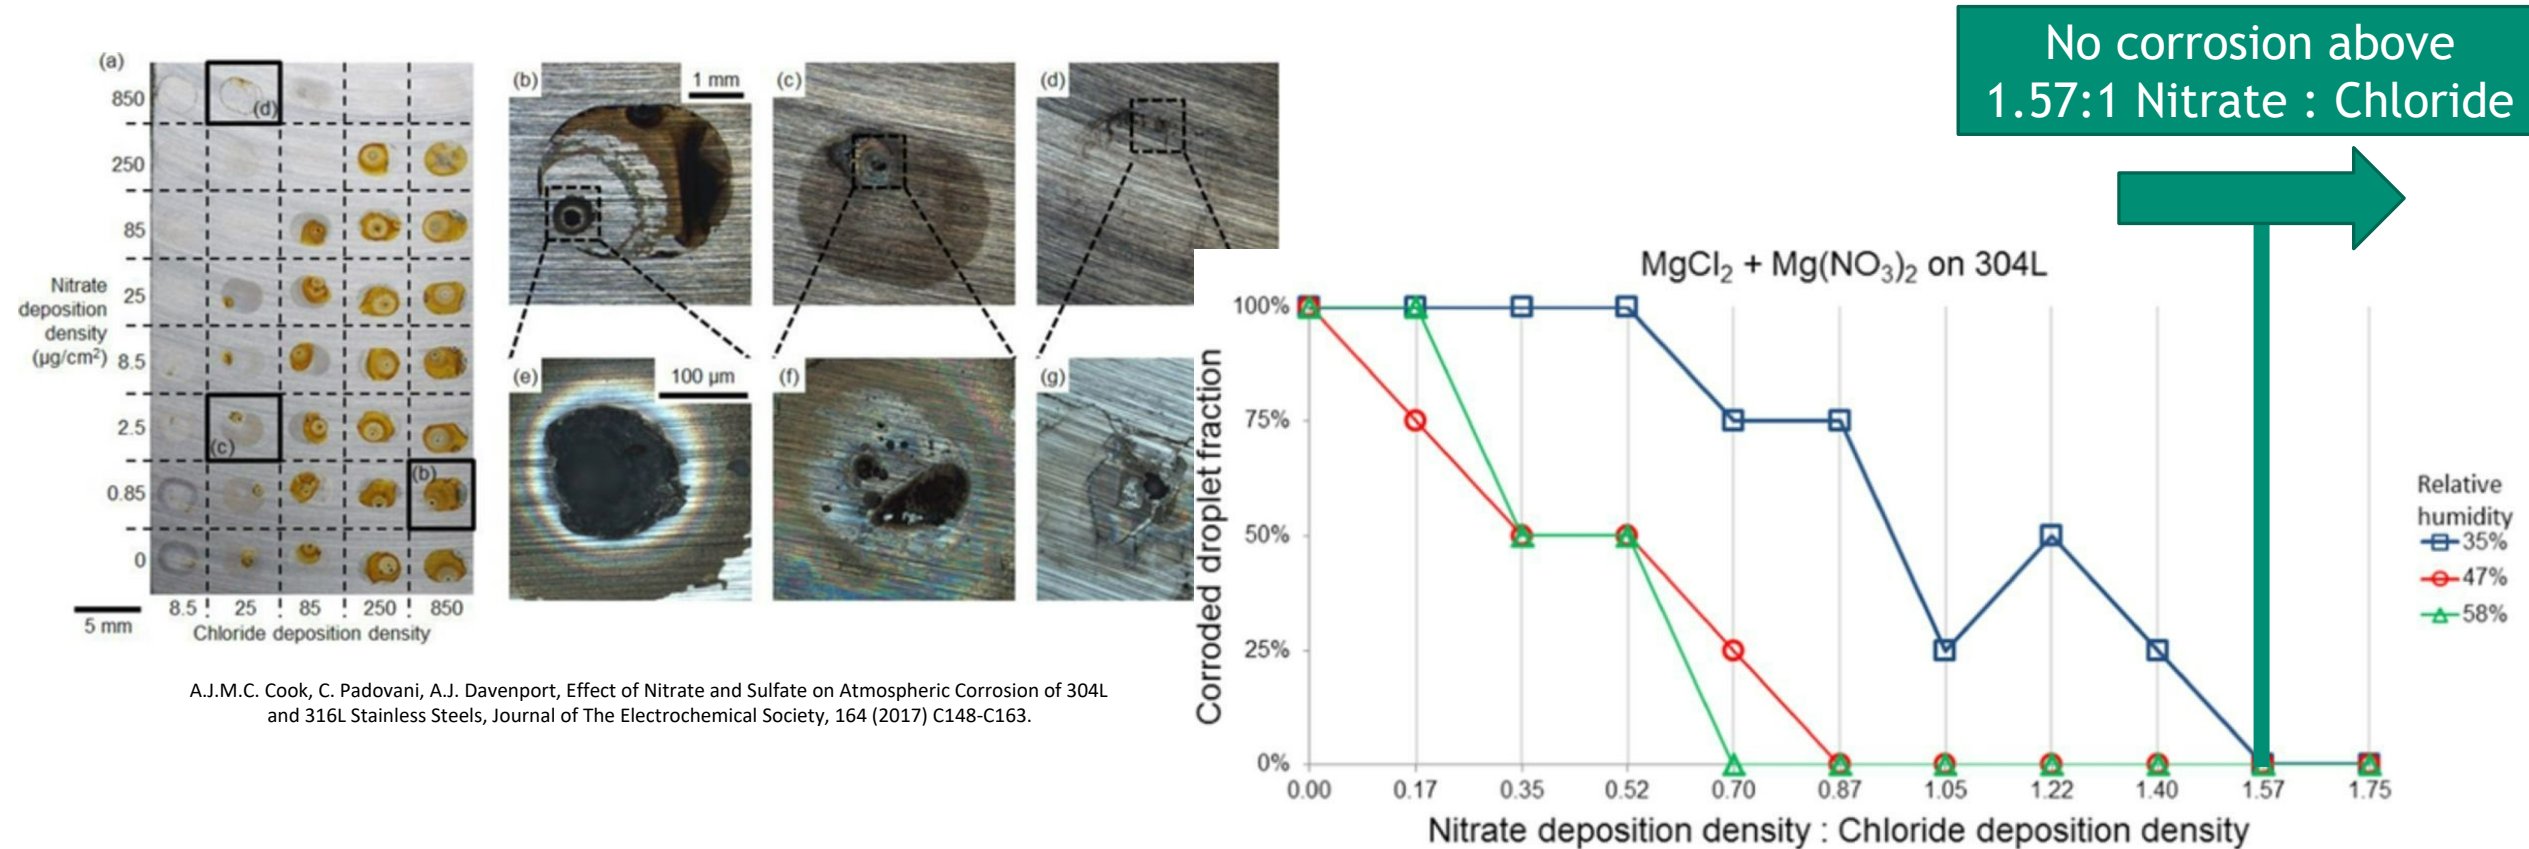 No corrosion above
1.57:1 Nitrate : Chloride
(a)
850
250
85
25
8.5
2.5
0.85
0
Nitrate
deposition
density
(µg/cm²)
(d)
(c)
(b)
8.5
25
85
250
850
5 mm
Chloride deposition density
(b)
1 mm
(c)
(d)
(e)
100 µm
(f)
(g)
A.J.M.C. Cook, C. Padovani, A.J. Davenport, Effect of Nitrate and Sulfate on Atmospheric Corrosion of 304L
and 316L Stainless Steels, Journal of The Electrochemical Society, 164 (2017) C148-C163.
MgCl₂ + Mg(NO₃)₂ on 304L
Corroded droplet fraction
100%
75%
50%
25%
0%
0.00
0.17
0.35
0.52
0.70
0.87
1.05
1.22
1.40
1.57
1.75
Nitrate deposition density : Chloride deposition density
Relative
humidity
35%
47%
58%